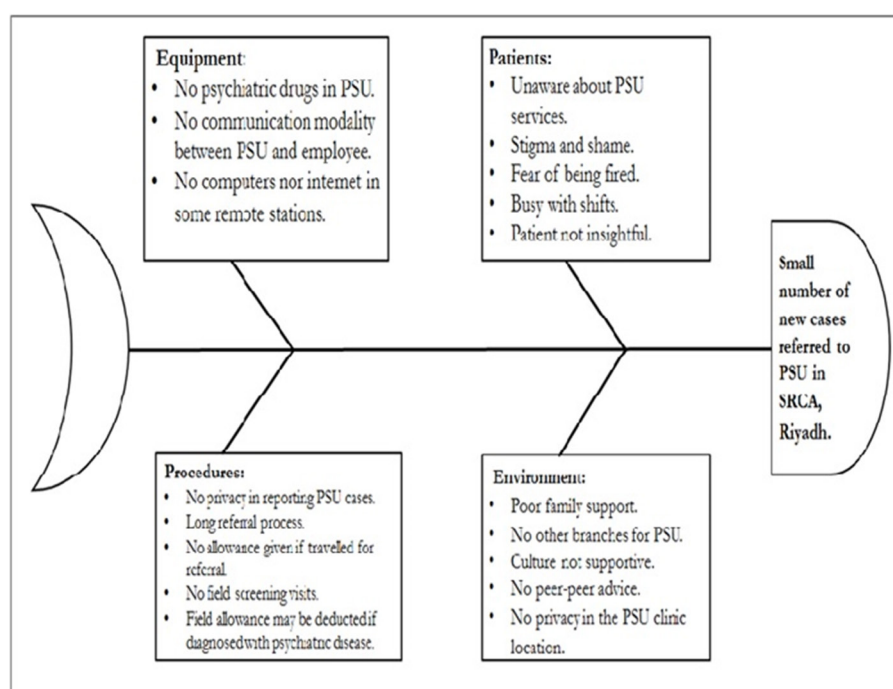 Equipment:
• No psychiatric drugs in PSU.
• No communication modality
between PSU and employee.
• No computers nor internet in
some remote stations.
Patients:
• Unaware about PSU
services.
• Stigma and shame.
• Fear of being fired.
• Busy with shifts.
• Patient not insightful.
Small
number of
new cases
referred to
PSU in
SRCA,
Riyadh.
Procedures:
• No privacy in reporting PSU cases.
• Long referral process.
• No allowance given if travelled for
referral.
• No field screening visits.
• Field allowance may be deducted if
diagnosed with psychiatric disease.
Environment:
• Poor family support.
• No other branches for PSU.
• Culture not supportive.
• No peer-peer advice.
• No privacy in the PSU clinic
location.